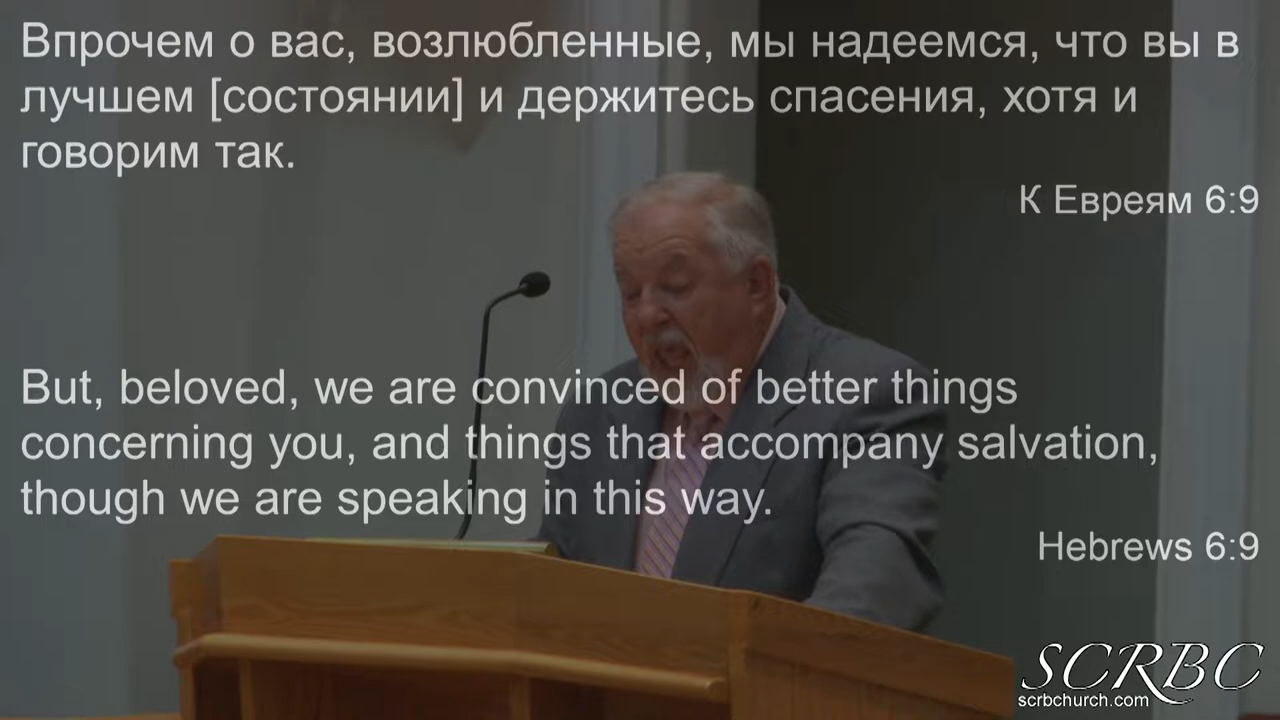 Впрочем о вас, возлюбленные, мы надеемся, что вы в
лучшем [состоянии] и держитесь спасения, хотя и
говорим так.
К Евреям 6:9
But, beloved, we are convinced of better things
concerning you, and things that accompany salvation,
though we are speaking in this way.
Hebrews 6:9
SCRBC
scrbchurch.com